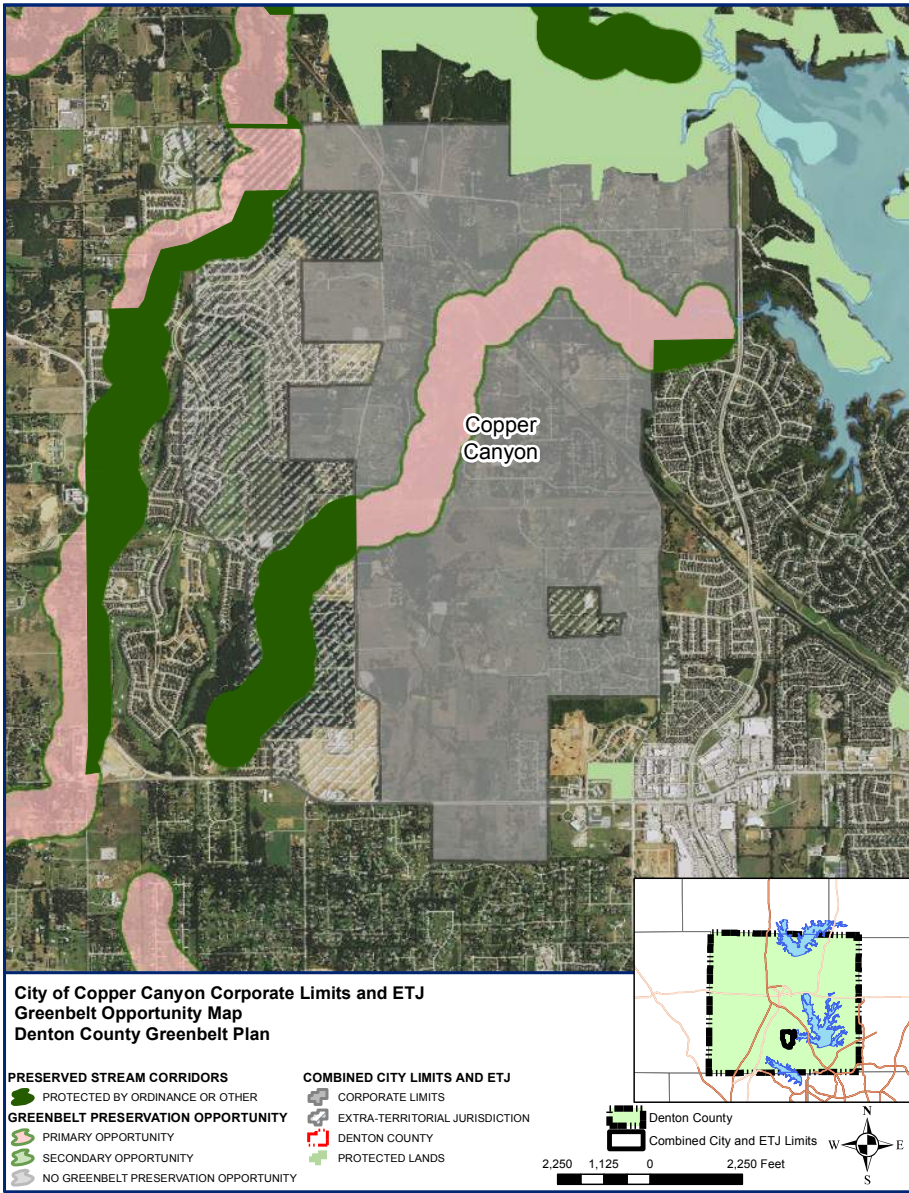 Copper
Canyon
City of Copper Canyon Corporate Limits and ETJ
Greenbelt Opportunity Map
Denton County Greenbelt Plan
PRESERVED STREAM CORRIDORS
PROTECTED BY ORDINANCE OR OTHER
GREENBELT PRESERVATION OPPORTUNITY
PRIMARY OPPORTUNITY
SECONDARY OPPORTUNITY
NO GREENBELT PRESERVATION OPPORTUNITY
COMBINED CITY LIMITS AND ETJ
CORPORATE LIMITS
EXTRA-TERRITORIAL JURISDICTION
DENTON COUNTY
PROTECTED LANDS
Denton County
Combined City and ETJ Limits
N
W E
S
2,250 1,125 0 2,250 Feet